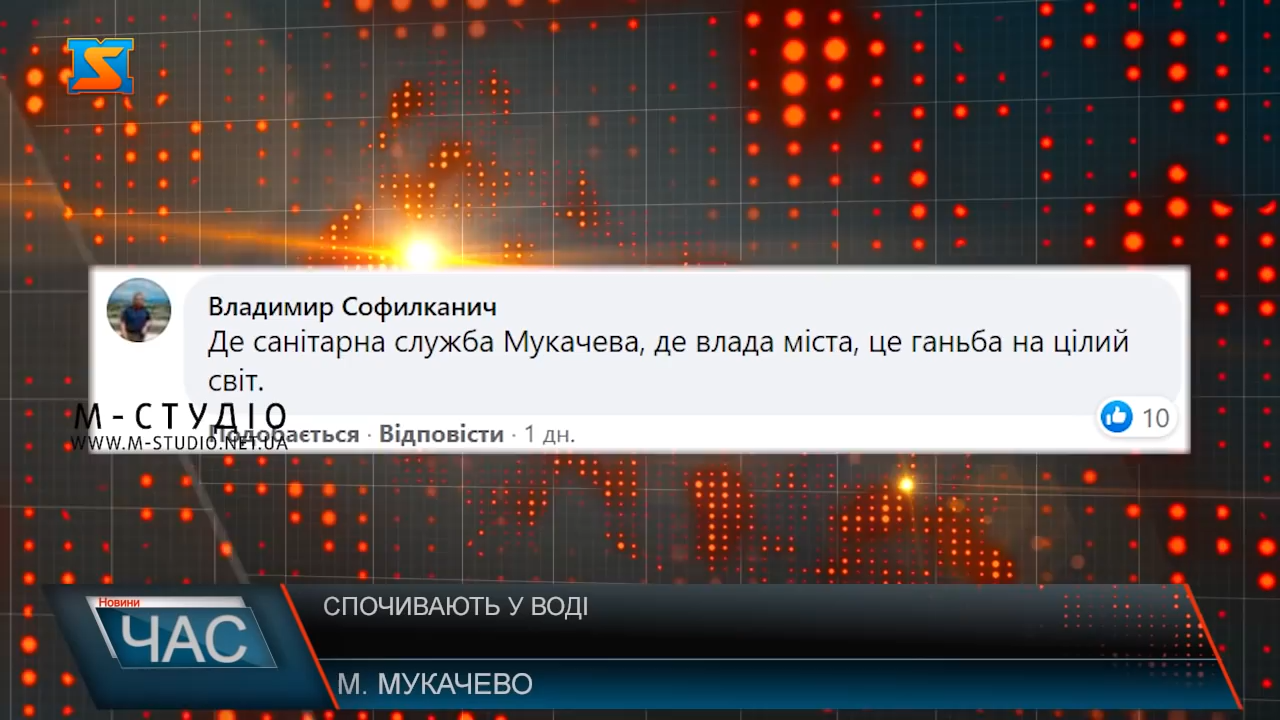 Владимир Софилканич
Де санітарна служба Мукачева, де влада міста, це ганьба на цілий
світ.
М-СТУДІО
10
WWW.M-STUDIO.NET.UA
Подобається · Відповісти · 1 дн.
Новини
ЧАС
СПОЧИВАЮТЬ У ВОДІ
М. МУКАЧЕВО